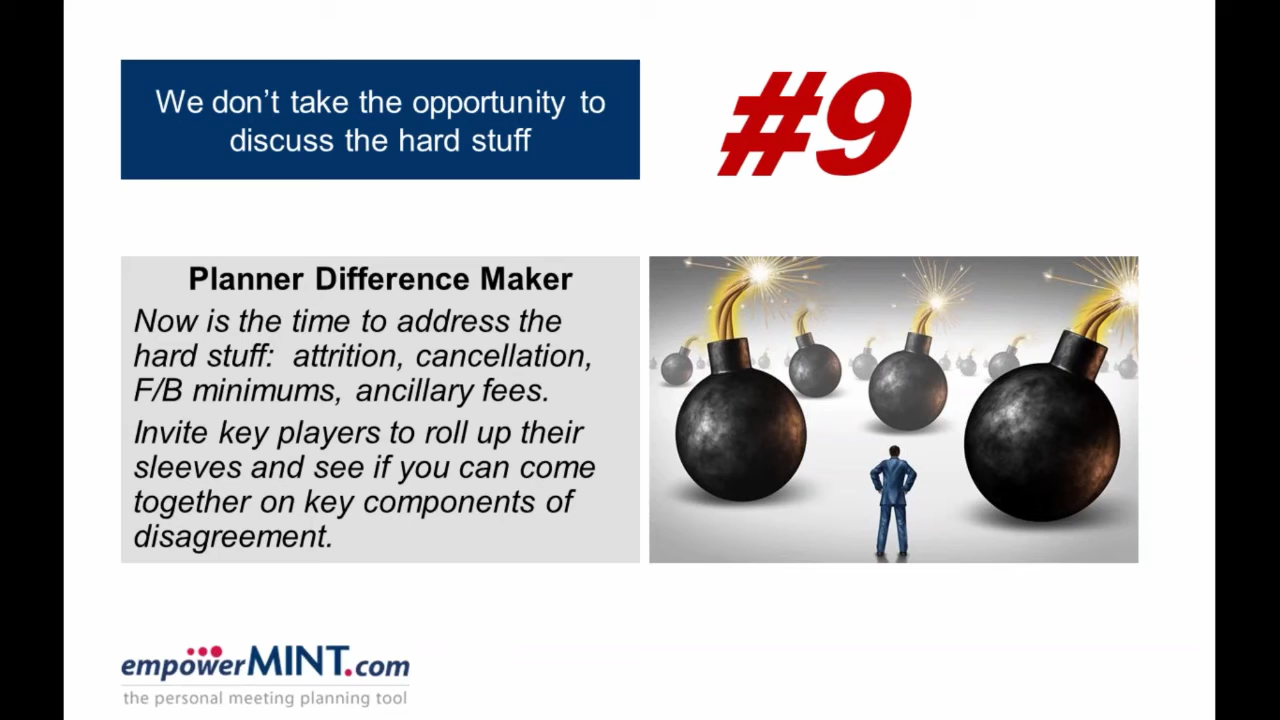 We don't take the opportunity to
discuss the hard stuff
#9
Planner Difference Maker
Now is the time to address the
hard stuff:  attrition, cancellation,
F/B minimums, ancillary fees.
Invite key players to roll up their
sleeves and see if you can come
together on key components of
disagreement.
empowerMINT.com
the personal meeting planning tool